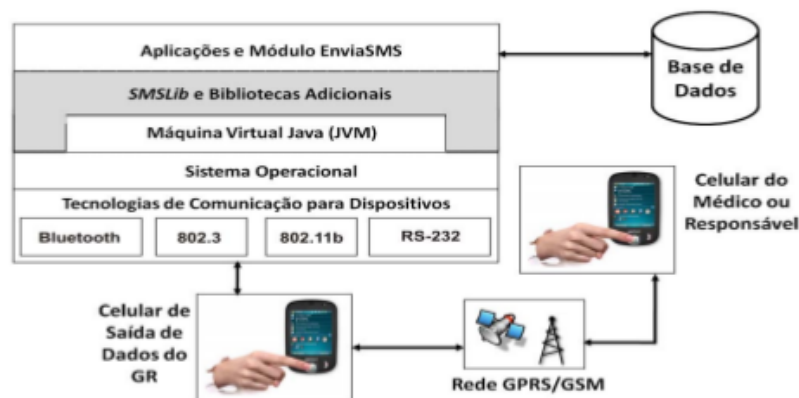 Aplicações e Módulo EnviaSMS
SMSLib e Bibliotecas Adicionais
Máquina Virtual Java (JVM)
Sistema Operacional
Tecnologias de Comunicação para Dispositivos
Bluetooth
802.3
802.11b
RS-232
Base de
Dados
Celular do
Médico ou
Responsável
Celular de
Saída de
Dados do
GR
Rede GPRS/GSM